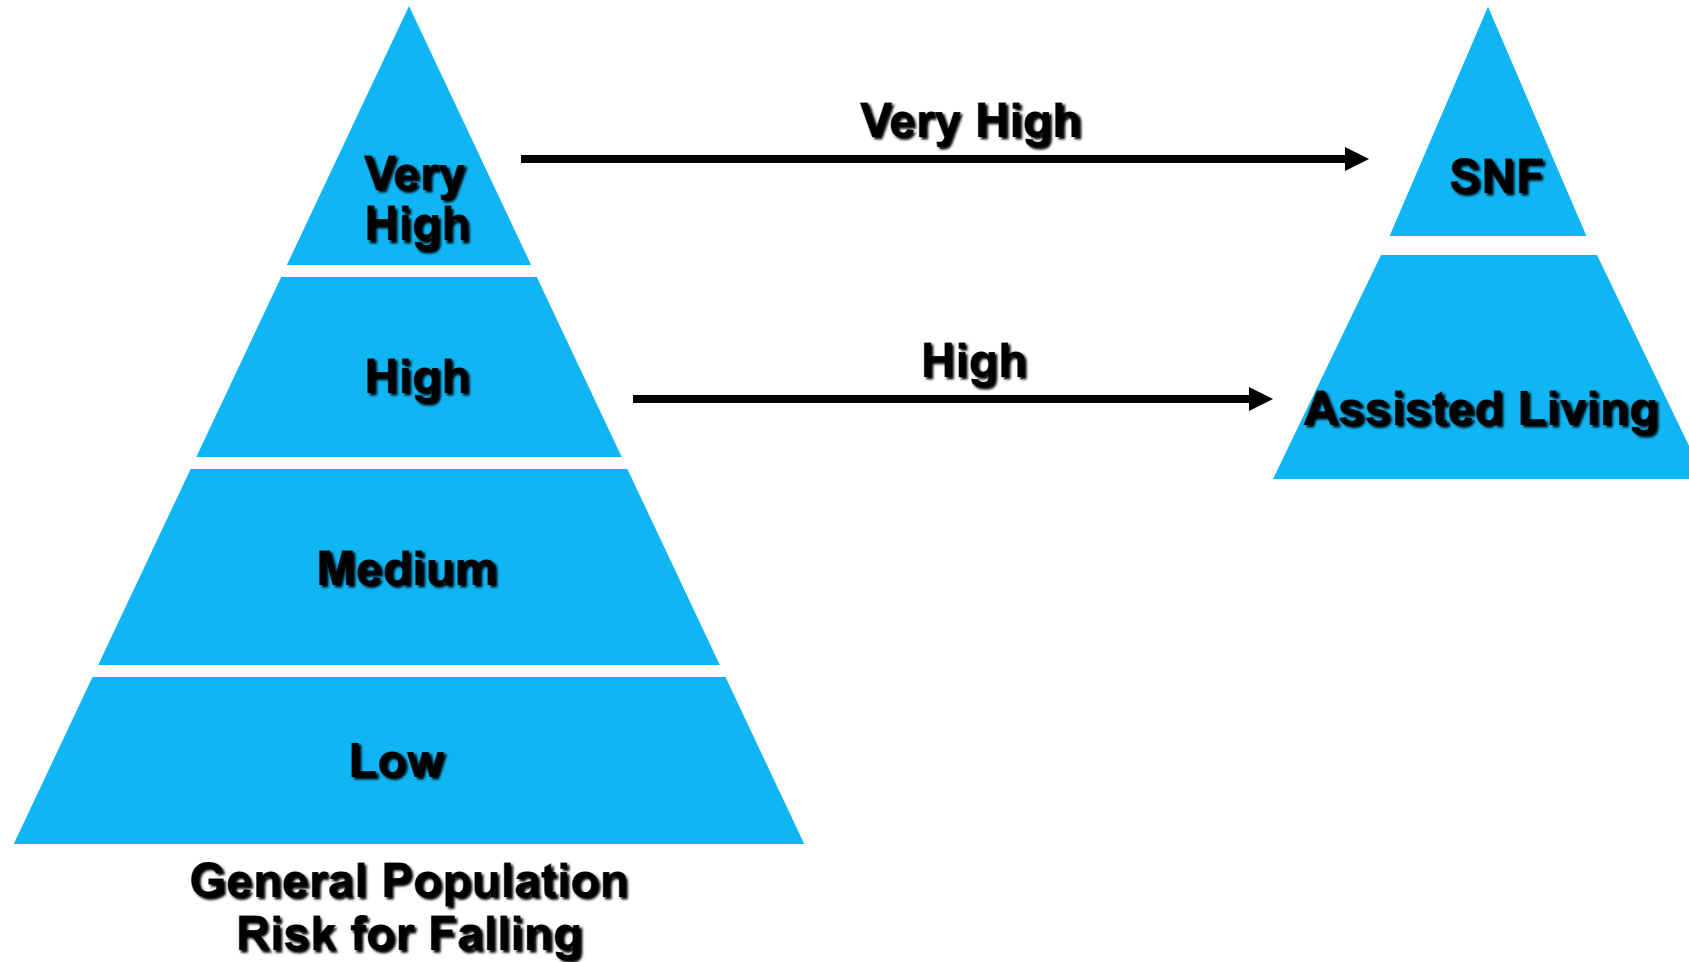 Very High
SNF
Very
High
High
High
Assisted Living
Medium
Low
General Population
Risk for Falling